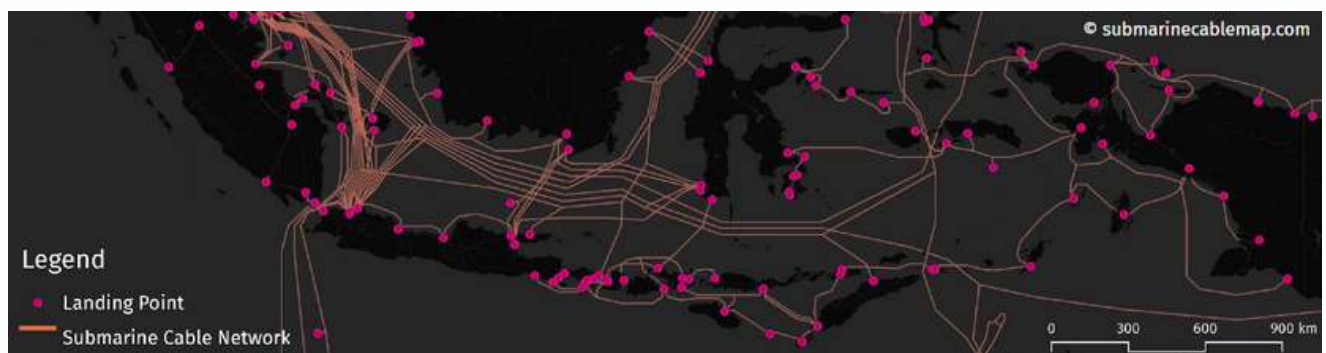 © submarinecablemap.com
Legend
Landing Point
Submarine Cable Network
0 300 600 900 km